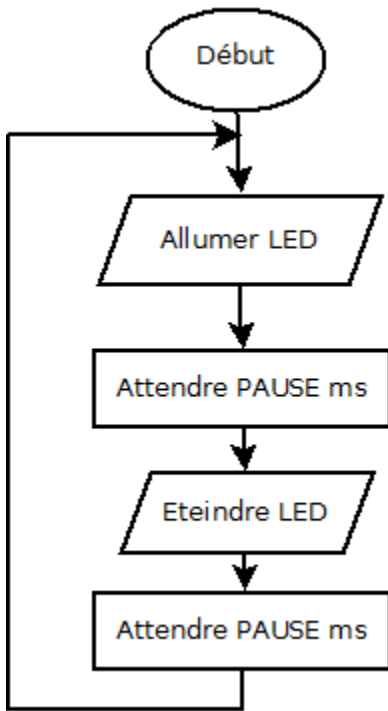 Début
Allumer LED
Attendre PAUSE ms
Eteindre LED
Attendre PAUSE ms